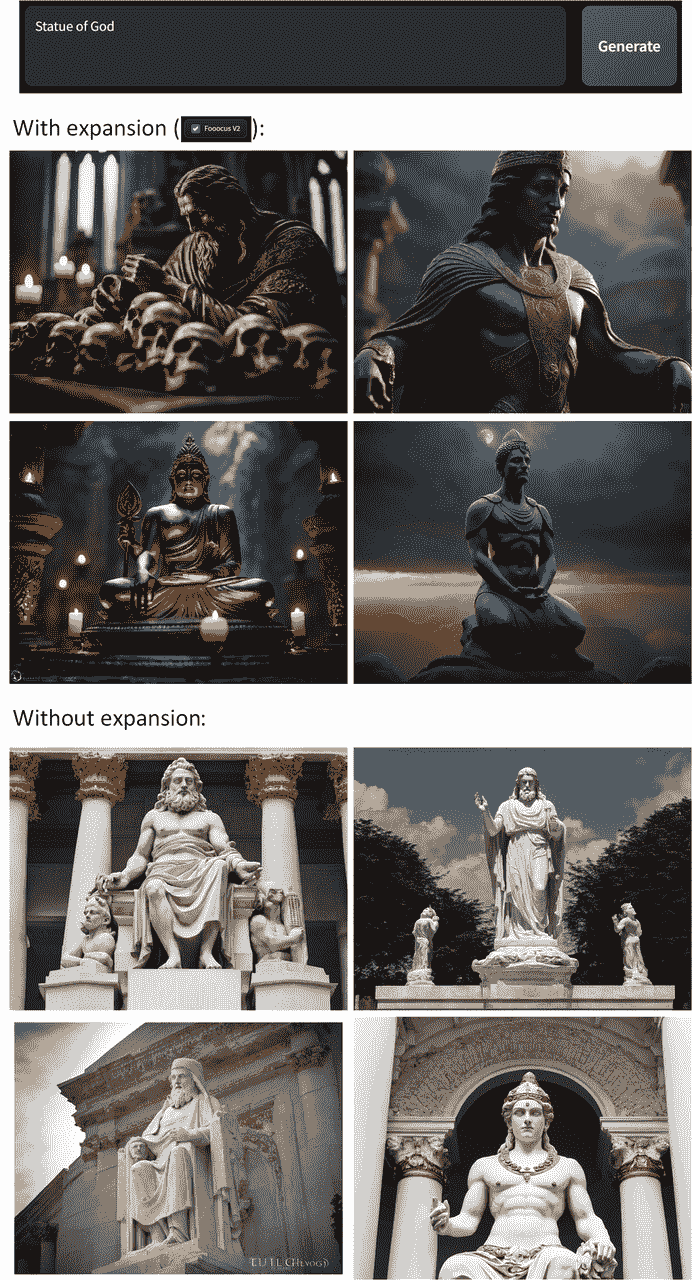 Statue of God
Generate
With expansion (Fooocus V2):
Without expansion: